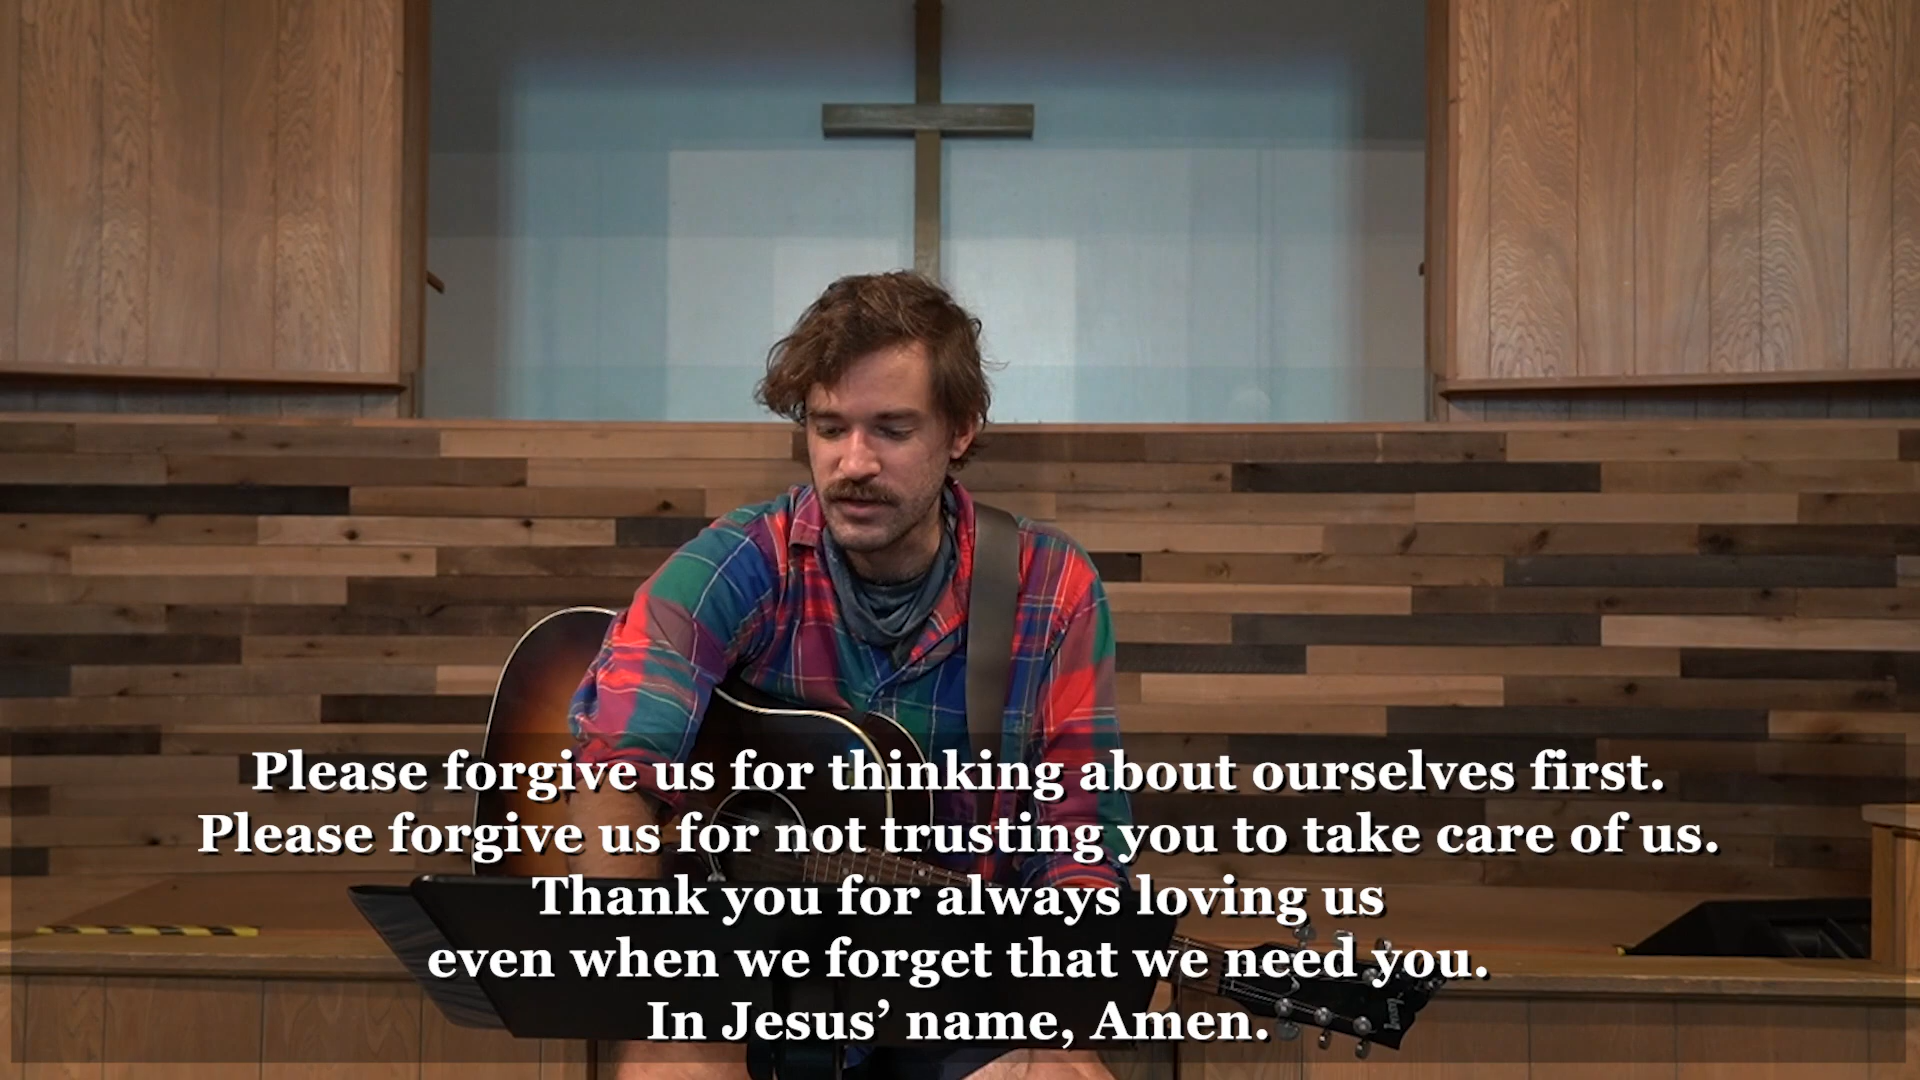 Please forgive us for thinking about ourselves first.
Please forgive us for not trusting you to take care of us.
Thank you for always loving us
even when we forget that we need you.
In Jesus’ name, Amen.